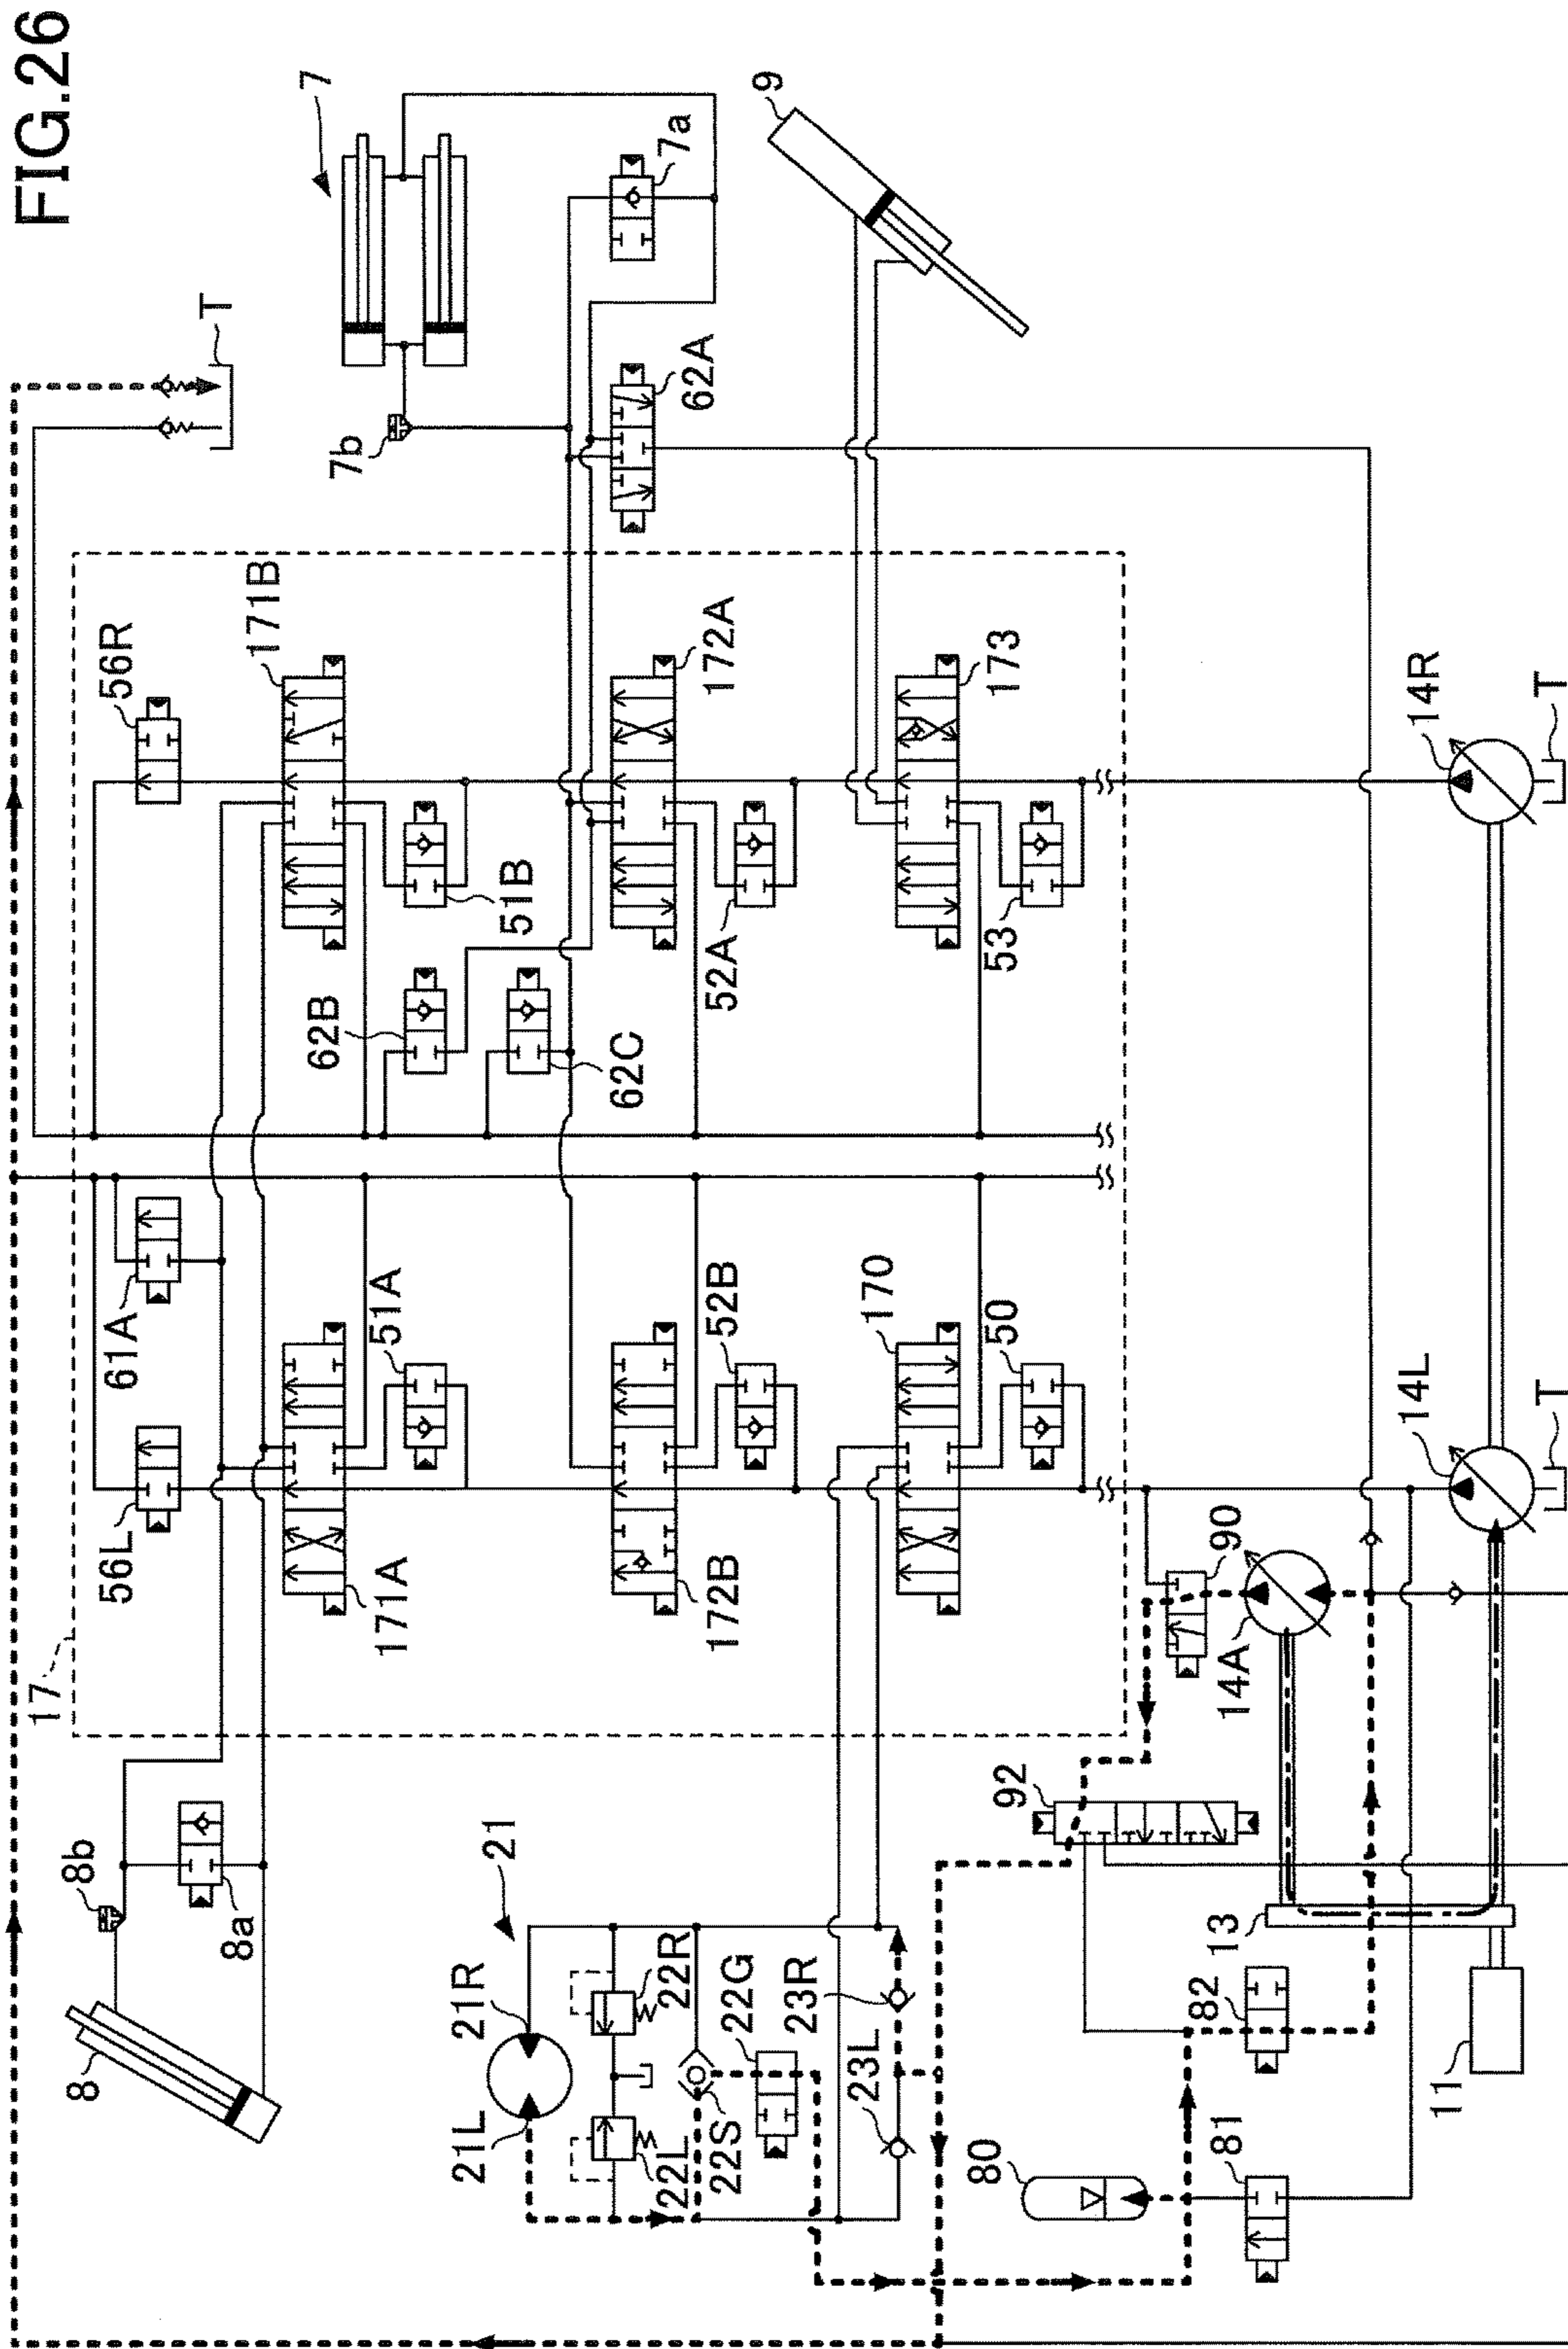 FIG.26
7
9
7a
T
7b
62A
56R
171B
172A
173
14R
T
51B
52A
53
62B
62C
61A
51A
52B
170
50
14L
T
56L
171A
172B
90
14A
17
92
8b
8a
21
13
82
8
21R
22R
22G
23R
11
21L
22L
22S
23L
80
81